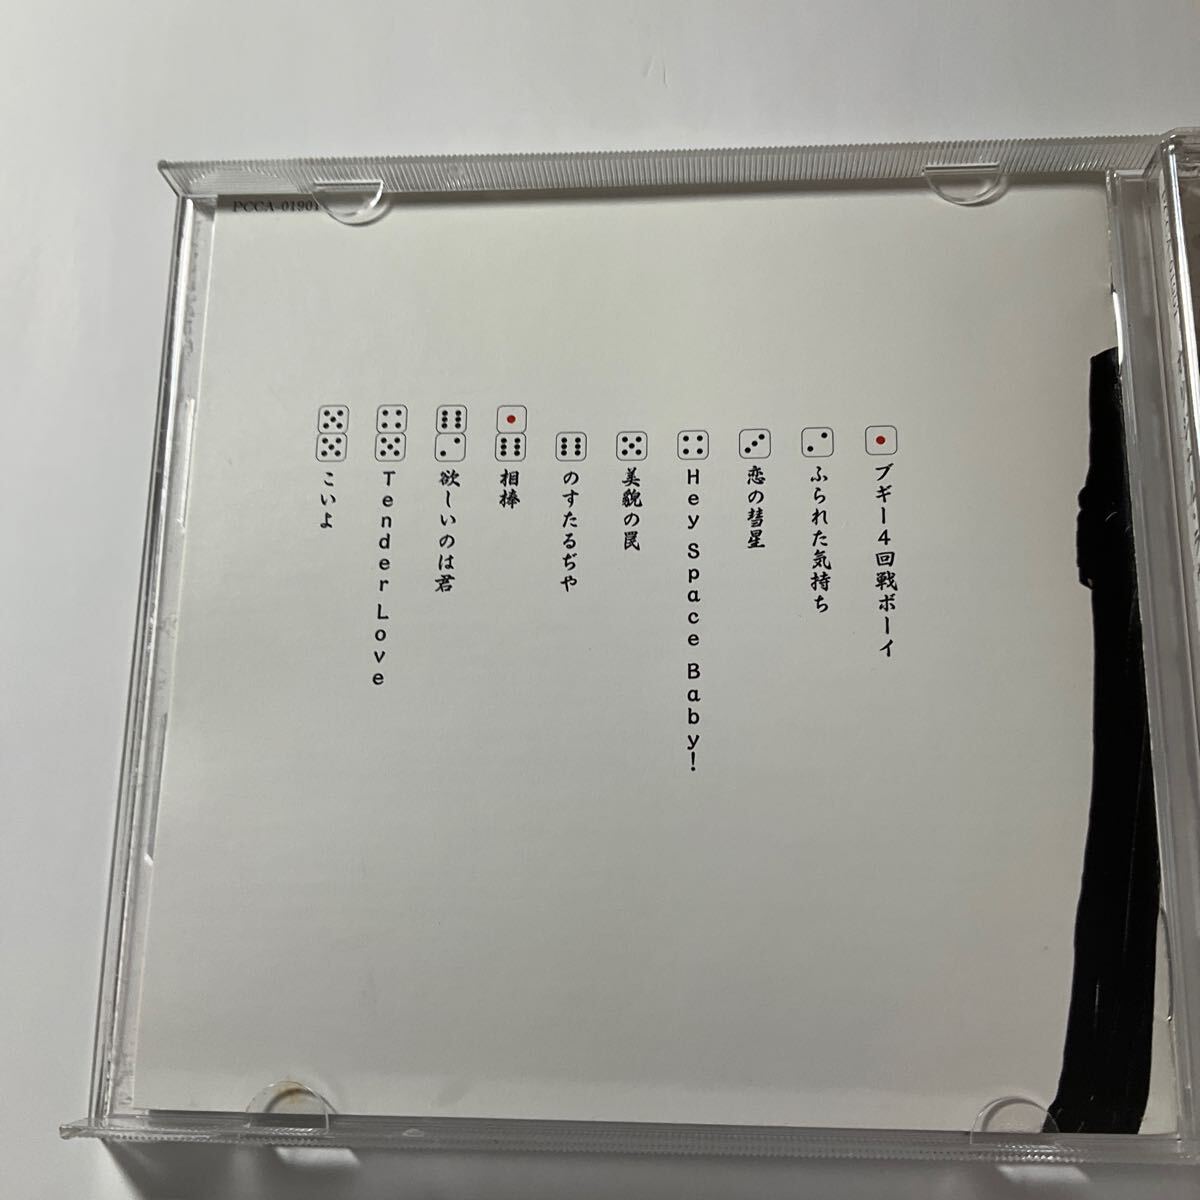 PCCA-01901
ブギー4回戦ボーイ
ふられた気持ち
恋の彗星
Hey Space Baby!
美貌の罠
のすたるぢや
相棒
欲しいのは君
Tender Love
こいよ
PCCA-01901